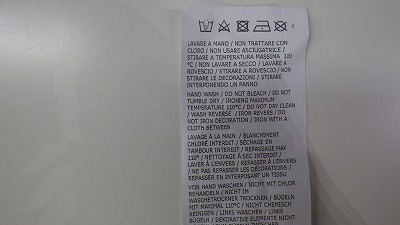 LAVARE A MANO / NON TRATTARE CON
CLORO / NON USARE ASCIUGATRICE /
STIRARE A TEMPERATURA MASSIMA 110
°C / NON LAVARE A SECCO / LAVARE A
ROVESCIO / STIRARE A ROVESCIO / NON
STIRARE LE DECORAZIONI / STIRARE
INTERPONENDO UN PANNO
HAND WASH / DO NOT BLEACH / DO NOT
TUMBLE DRY / IRONING MAXIMUM
TEMPERATURE 110°C / DO NOT DRY CLEAN
/ WASH REVERSE / IRON REVERS / DO
NOT IRON DECORATION / IRON WITH A
CLOTH BETWEEN
LAVAGE À LA MAIN / BLANCHIMENT
CHLORÉ INTERDIT / SÉCHAGE EN
TAMBOUR INTERDIT / REPASSAGE MAX
110° / NETTOYAGE À SEC INTERDIT /
LAVER À L'ENVERS / REPASSER À L'ENVERS
/ NE PAS REPASSER LES DÉCORATIONS /
REPASSER EN INTERPOSANT UN TISSU
VON HAND WASCHEN / NICHT MIT CHLOR
BEHANDELN / NICHT IM
WASCHETROCKNER TROCKNEN / BÜGELN
MIT MAXIMAL 110°C / NICHT CHEMISCH
REINIGEN / LINKS WASCHEN / LINKS
BÜGELN / DEKORATIVE ELEMENTE NICHT